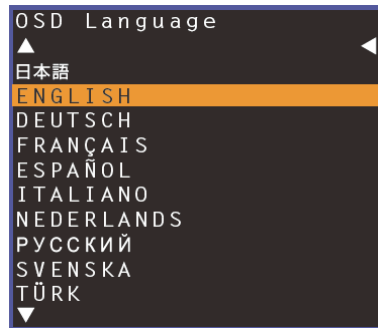 OSD Language
▲ ◀
日本語
ENGLISH
DEUTSCH
FRANÇAIS
ESPAÑOL
ITALIANO
NEDERLANDS
РУССКИЙ
SVENSKA
TÜRK
▼